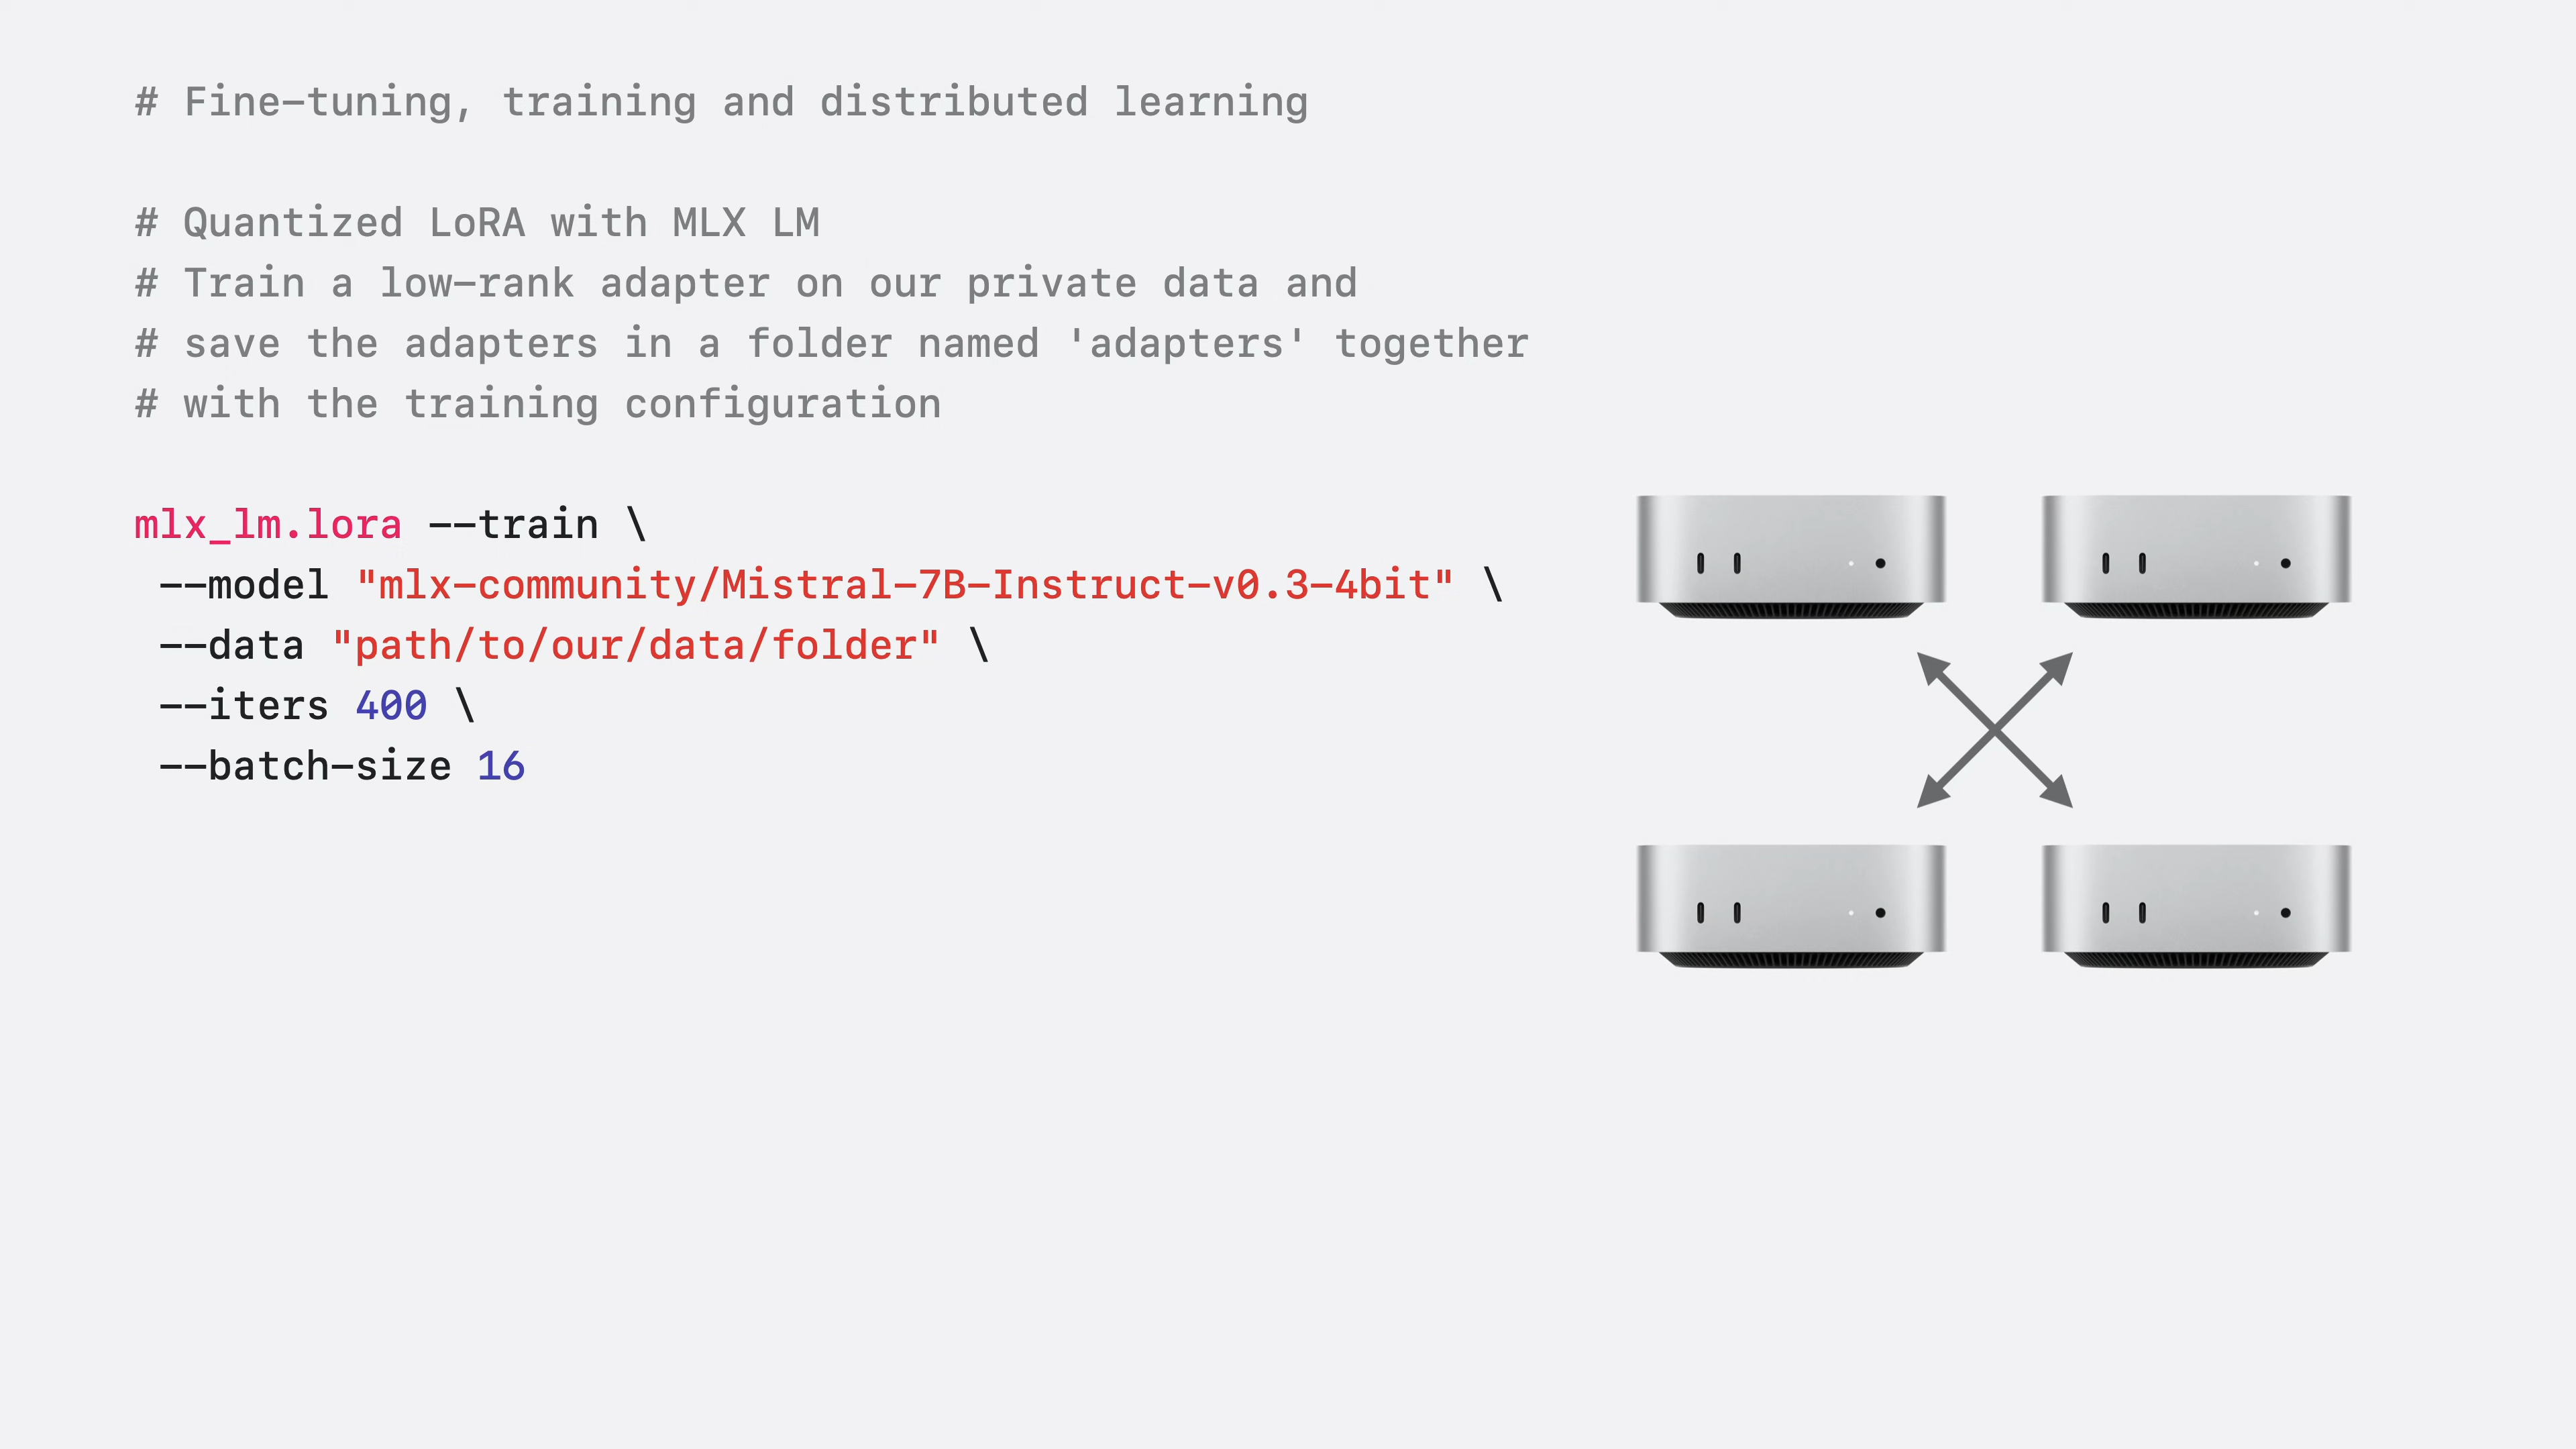 # Fine-tuning, training and distributed learning
# Quantized LoRA with MLX LM
# Train a low-rank adapter on our private data and
# save the adapters in a folder named 'adapters' together
# with the training configuration
mlx_lm.lora --train \
--model "mlx-community/Mistral-7B-Instruct-v0.3-4bit" \
--data "path/to/our/data/folder" \
--iters 400 \
--batch-size 16